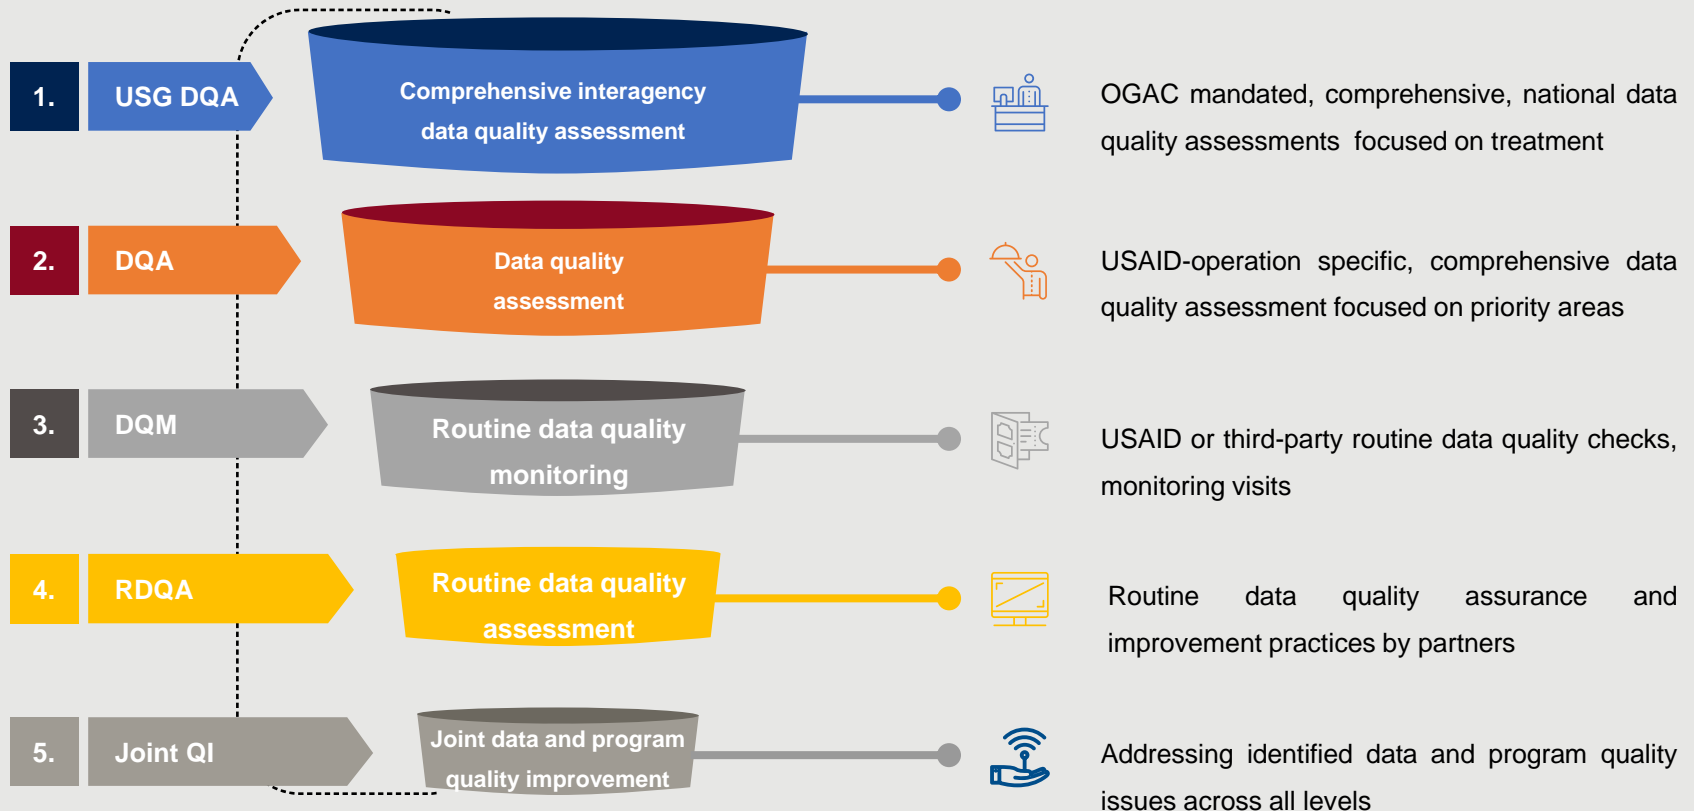 1.
USG DQA
Comprehensive interagency
data quality assessment
OGAC mandated, comprehensive, national data
quality assessments focused on treatment
2.
DQA
Data quality
assessment
USAID-operation specific, comprehensive data
quality assessment focused on priority areas
3.
DQM
Routine data quality
monitoring
USAID or third-party routine data quality checks,
monitoring visits
4.
RDQA
Routine data quality
assessment
Routine data quality assurance and
improvement practices by partners
5.
Joint QI
Joint data and program
quality improvement
Addressing identified data and program quality
issues across all levels